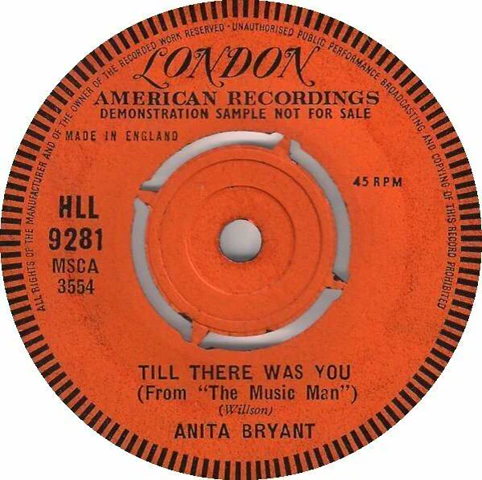 ALL RIGHTS OF THE MANUFACTURER AND OF THE OWNER OF THE RECORDED WORK RESERVED · UNAUTHORISED PUBLIC PERFORMANCE BROADCASTING AND COPYING OF THIS RECORD PROHIBITED
LONDON
AMERICAN RECORDINGS
DEMONSTRATION SAMPLE NOT FOR SALE
MADE IN ENGLAND
45 RPM
HLL
9281
MSCA
3554
TILL THERE WAS YOU
(From "The Music Man")
(Willson)
ANITA BRYANT